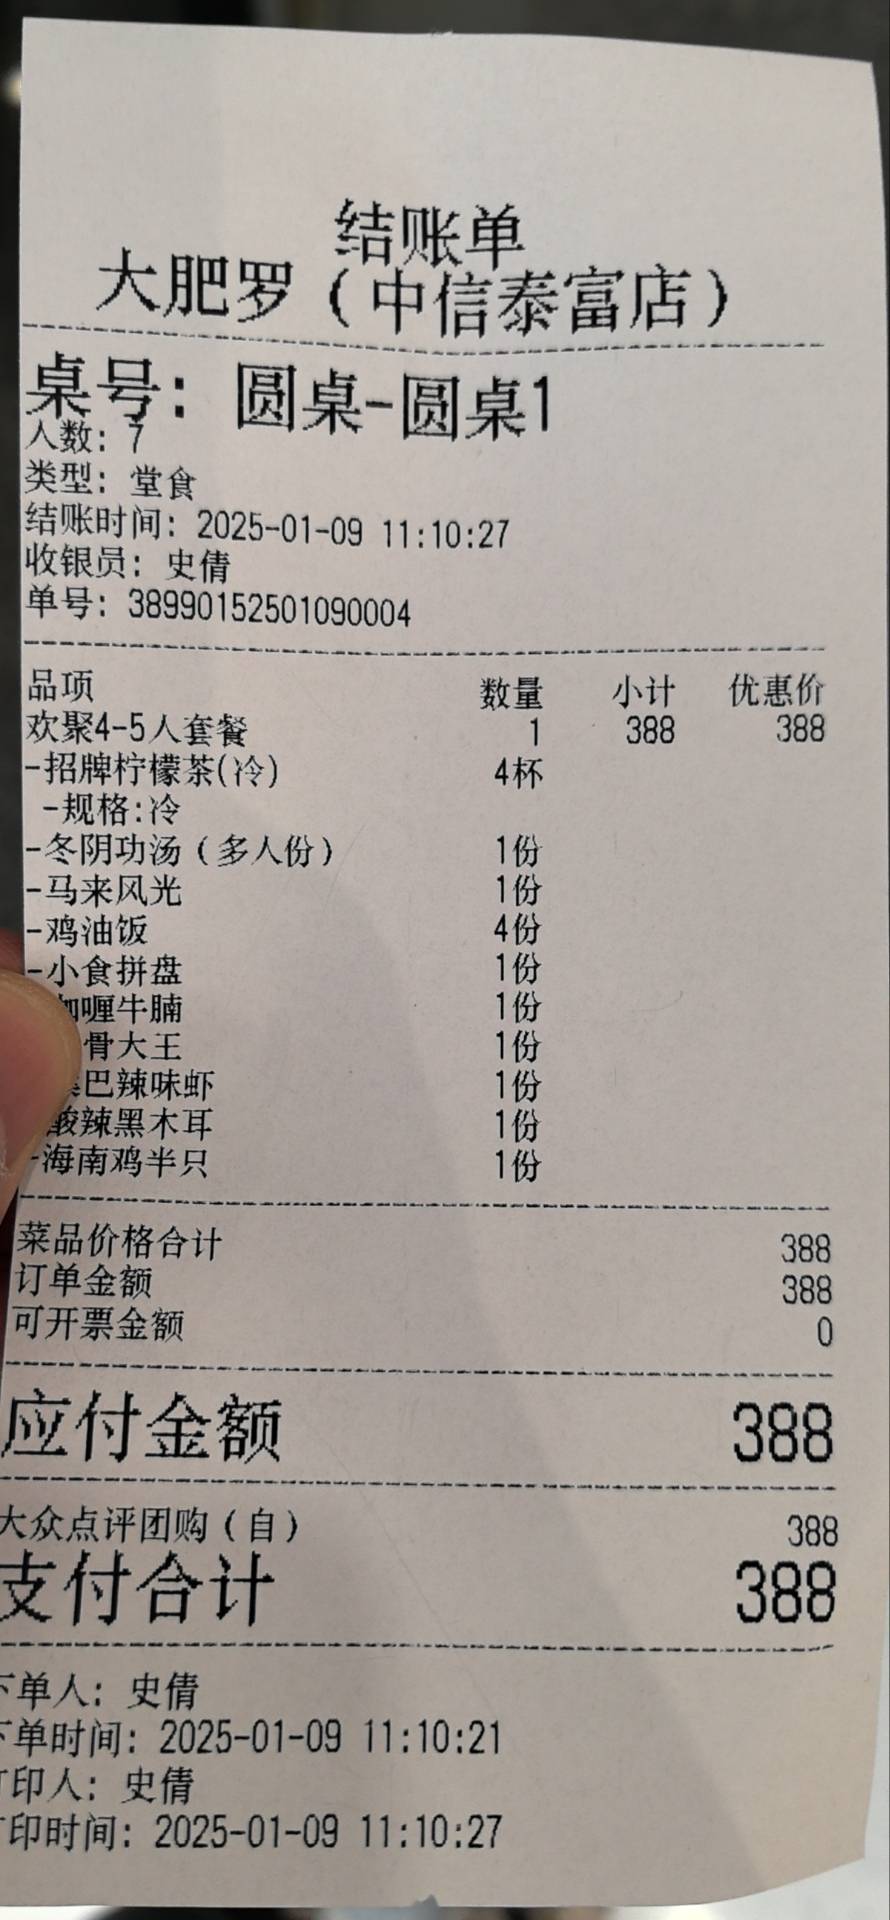 结账单
大肥罗（中信泰富店）
桌号：圆桌-圆桌1
人数：7
类型：堂食
结账时间：2025-01-09 11:10:27
收银员：史倩
单号：38990152501090004
品项 数量 小计 优惠价
欢聚4-5人套餐 1 388 388
-招牌柠檬茶(冷) 4杯
-规格:冷
-冬阴功汤（多人份） 1份
-马来风光 1份
-鸡油饭 4份
-小食拼盘 1份
咖喱牛腩 1份
骨大王 1份
巴辣味虾 1份
酸辣黑木耳 1份
-海南鸡半只 1份
菜品价格合计 388
订单金额 388
可开票金额 0
应付金额 388
大众点评团购（自） 388
支付合计 388
下单人：史倩
下单时间：2025-01-09 11:10:21
印人：史倩
印时间：2025-01-09 11:10:27